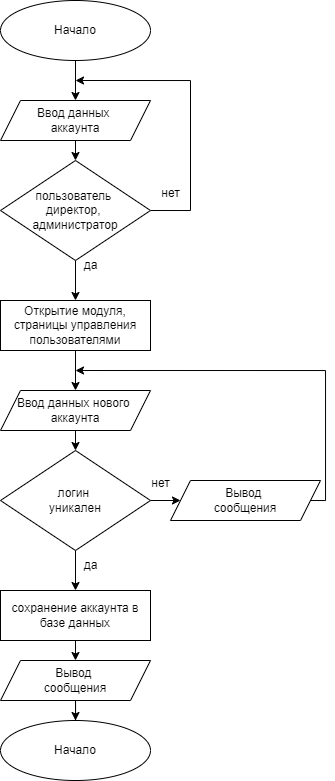 Начало
Ввод данных
аккаунта
пользователь
директор,
администратор
нет
да
Открытие модуля,
страницы управления
пользователями
Ввод данных нового
аккаунта
логин
уникален
нет
Вывод
сообщения
да
сохранение аккаунта в
базе данных
Вывод
сообщения
Начало